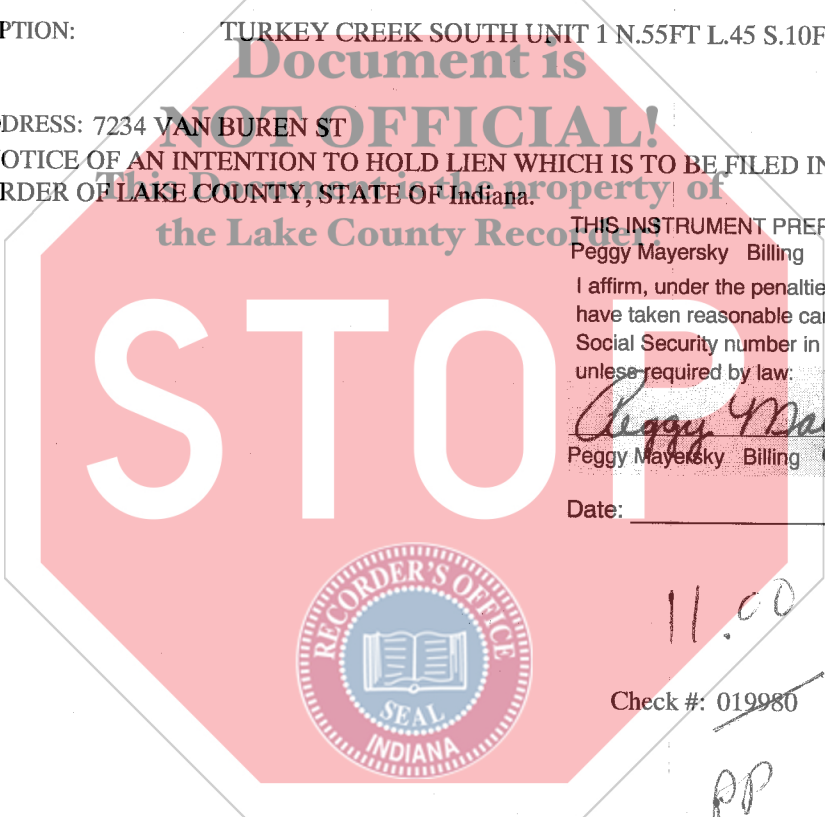 PTION: TURKEY CREEK SOUTH UNIT 1 N.55FT L.45 S.10F
Document is
DRESS: 7234 VAN BUREN ST
NOT OFFICIAL!
OTICE OF AN INTENTION TO HOLD LIEN WHICH IS TO BE FILED IN
RDER OF LAKE COUNTY, STATE OF Indiana.
This Document is the property of
the Lake County Recorder!
THIS INSTRUMENT PREP
Peggy Mayersky Billing
I affirm, under the penaltie
have taken reasonable car
Social Security number in
unless required by law:
STOP
Peggy Ma
Peggy Mayersky Billing
Date:
RECORDER'S OFFICE
SEAL
INDIANA
11.00
Check #: 019980
PP